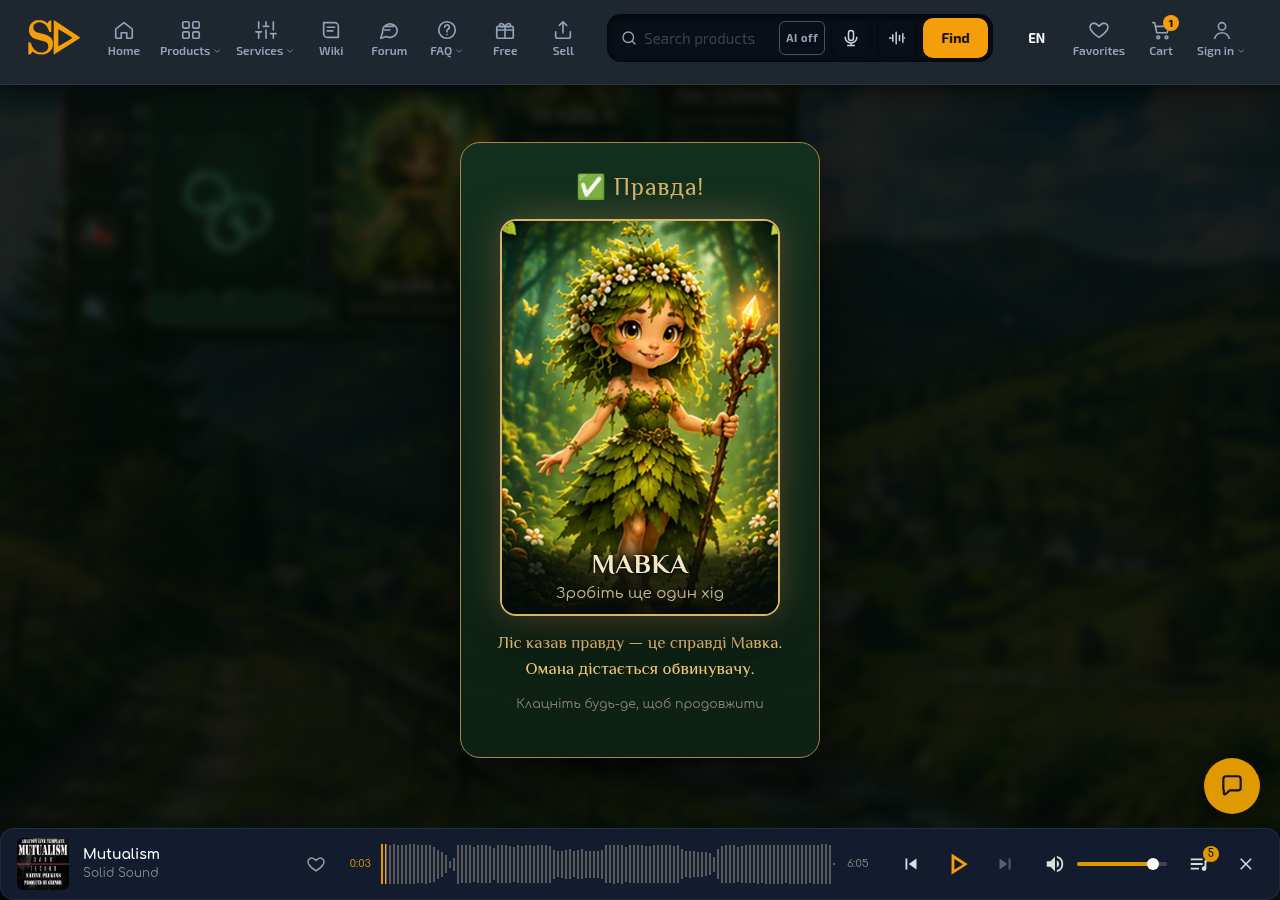 SD
Home
Products
Services
Wiki
Forum
FAQ
Free
Sell
Search products
AI off
Find
EN
Favorites
1
Cart
Sign in
✅ Правда!
МАВКА
Зробіть ще один хід
Ліс казав правду — це справді Мавка.
Омана дістається обвинувачу.
Клацніть будь-де, щоб продовжити
MUTUALISM
Mutualism
Solid Sound
0:03
6:05
5